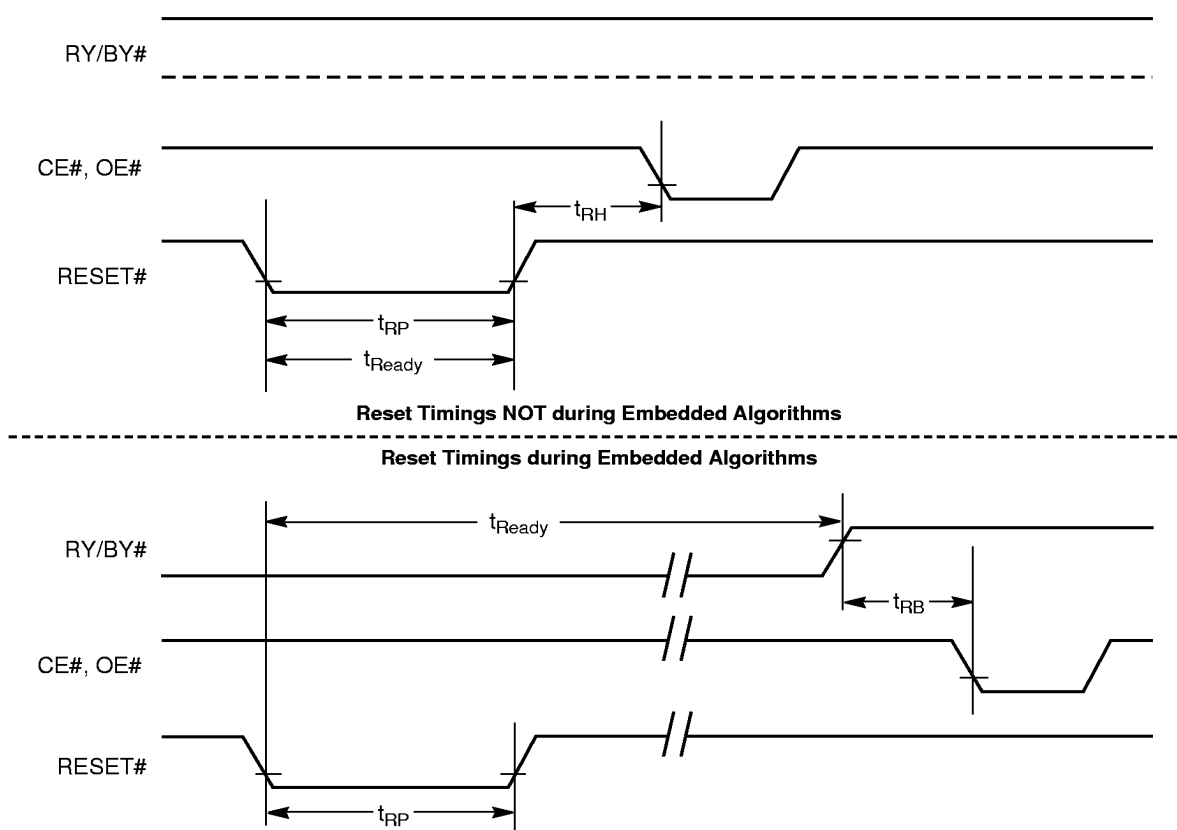 RY/BY#
CE#, OE#
tRH
RESET#
tRP
tReady
Reset Timings NOT during Embedded Algorithms
Reset Timings during Embedded Algorithms
tReady
RY/BY#
tRB
CE#, OE#
RESET#
tRP